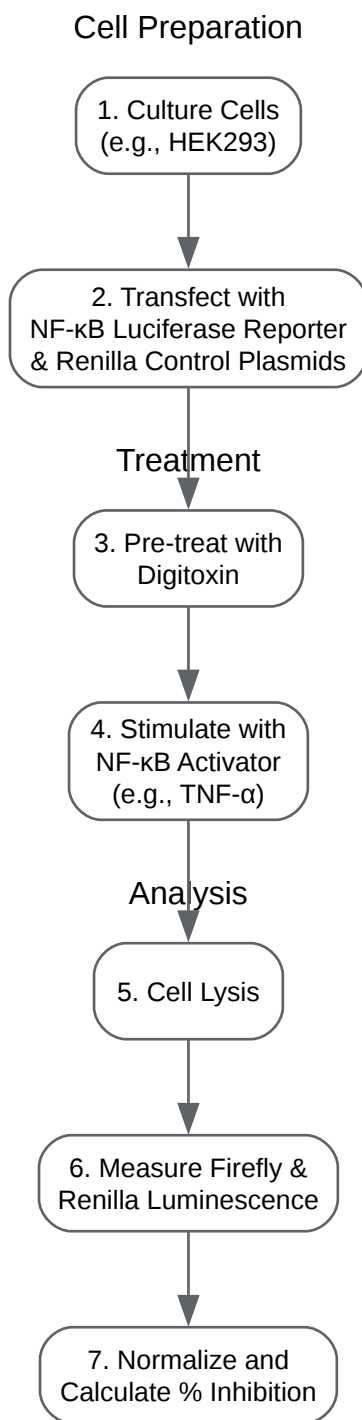 Cell Preparation
1. Culture Cells
(e.g., HEK293)
2. Transfect with
NF-κB Luciferase Reporter
& Renilla Control Plasmids
Treatment
3. Pre-treat with
Digitoxin
4. Stimulate with
NF-κB Activator
(e.g., TNF-α)
Analysis
5. Cell Lysis
6. Measure Firefly &
Renilla Luminescence
7. Normalize and
Calculate % Inhibition